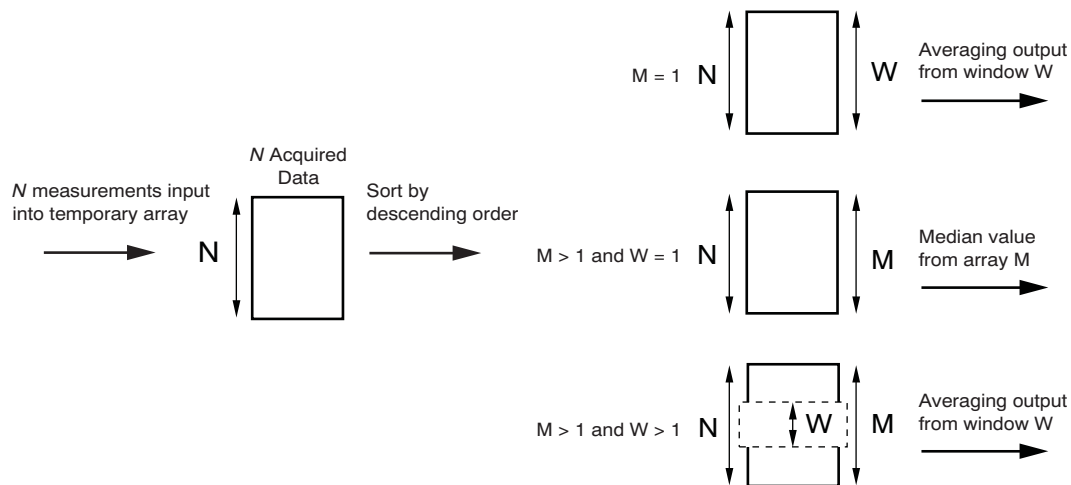 N measurements input
into temporary array
N
N Acquired
Data
Sort by
descending order
M = 1
N
W
Averaging output
from window W
M > 1 and W = 1
N
M
Median value
from array M
M > 1 and W > 1
N
W
M
Averaging output
from window W